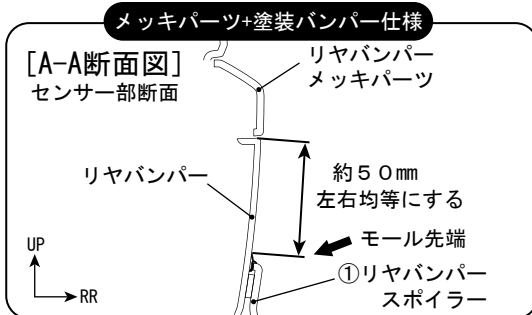 メッキパーツ+塗装バンパー仕様
[A-A断面図]
センサー部断面
リヤバンパー
メッキパーツ
リヤバンパー
約５０㎜
左右均等にする
モール先端
①リヤバンパー
スポイラー
UP
RR